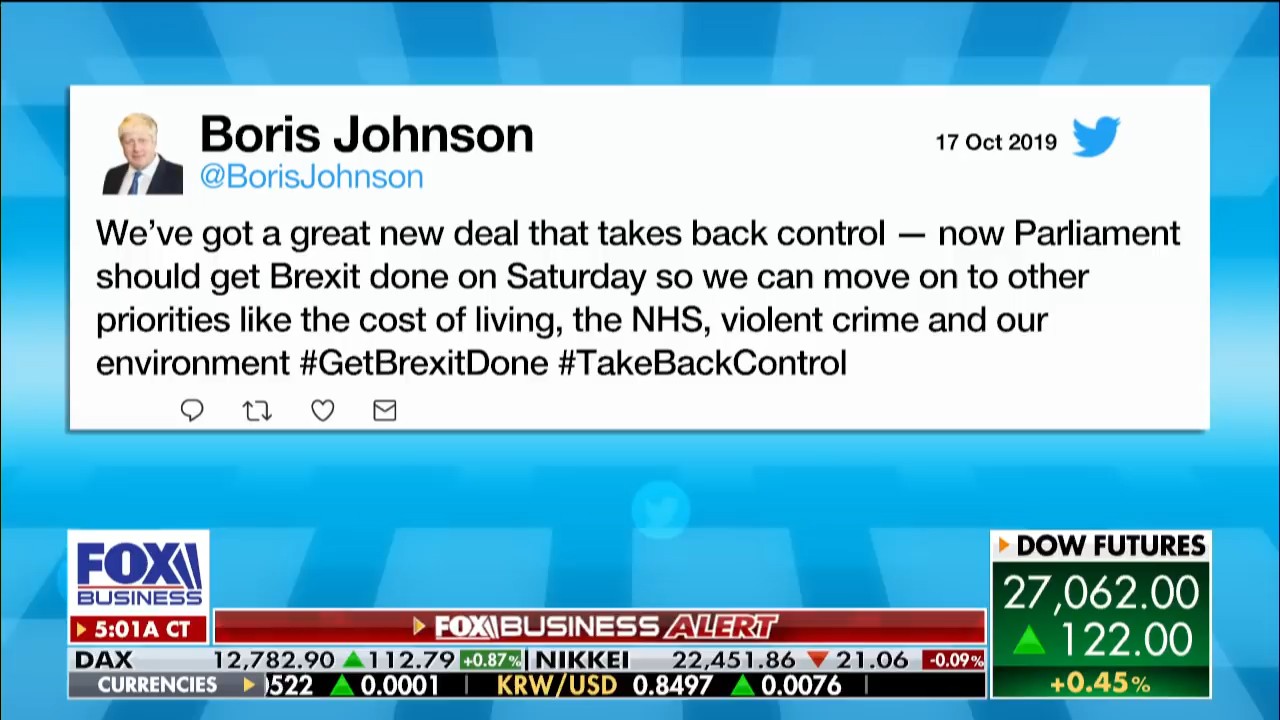 Boris Johnson
@BorisJohnson
17 Oct 2019
We’ve got a great new deal that takes back control — now Parliament
should get Brexit done on Saturday so we can move on to other
priorities like the cost of living, the NHS, violent crime and our
environment #GetBrexitDone #TakeBackControl
FOX
BUSINESS
5:01A CT
FOX BUSINESS ALERT
DAX 12,782.90 112.79 +0.87% NIKKEI 22,451.86 21.06 -0.09%
CURRENCIES 522 0.0001 KRW/USD 0.8497 0.0076
DOW FUTURES
27,062.00
122.00
+0.45%